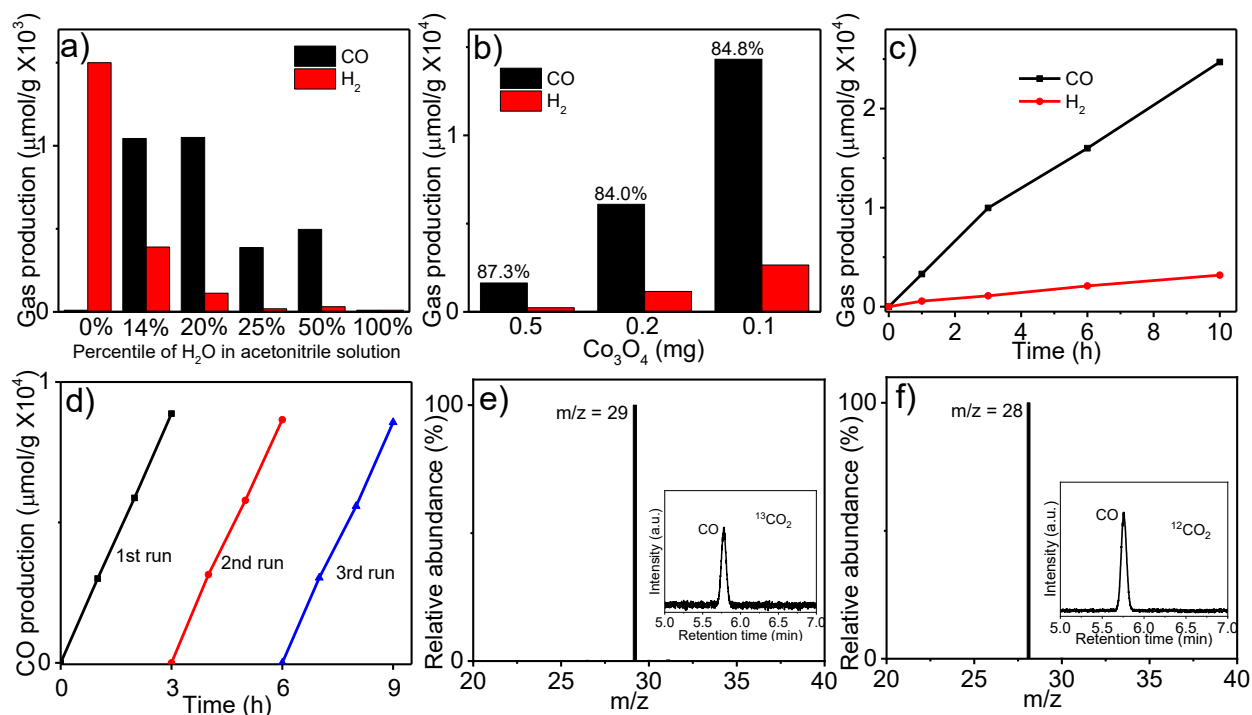 a)
Gas production (μmol/g X10³)
1
0
CO
H₂
0% 14% 20% 25% 50% 100%
Percentile of H₂O in acetonitrile solution
b)
Gas production (μmol/g X10⁴)
1
0
CO
H₂
87.3%
84.0%
84.8%
0.5 0.2 0.1
Co₃O₄ (mg)
c)
Gas production (μmol/g X10⁴)
2
1
0
CO
H₂
0 2 4 6 8 10
Time (h)
d)
CO production (μmol/g X10⁴)
1
0
1st run
2nd run
3rd run
0 3 6 9
Time (h)
e)
Relative abundance (%)
100
50
0
m/z = 29
Intensity (a.u.)
CO
¹³CO₂
5.0 5.5 6.0 6.5 7.0
Retention time (min)
20 25 30 35 40
m/z
f)
Relative abundance (%)
100
50
0
m/z = 28
Intensity (a.u.)
CO
¹²CO₂
5.0 5.5 6.0 6.5 7.0
Retention time (min)
20 25 30 35 40
m/z